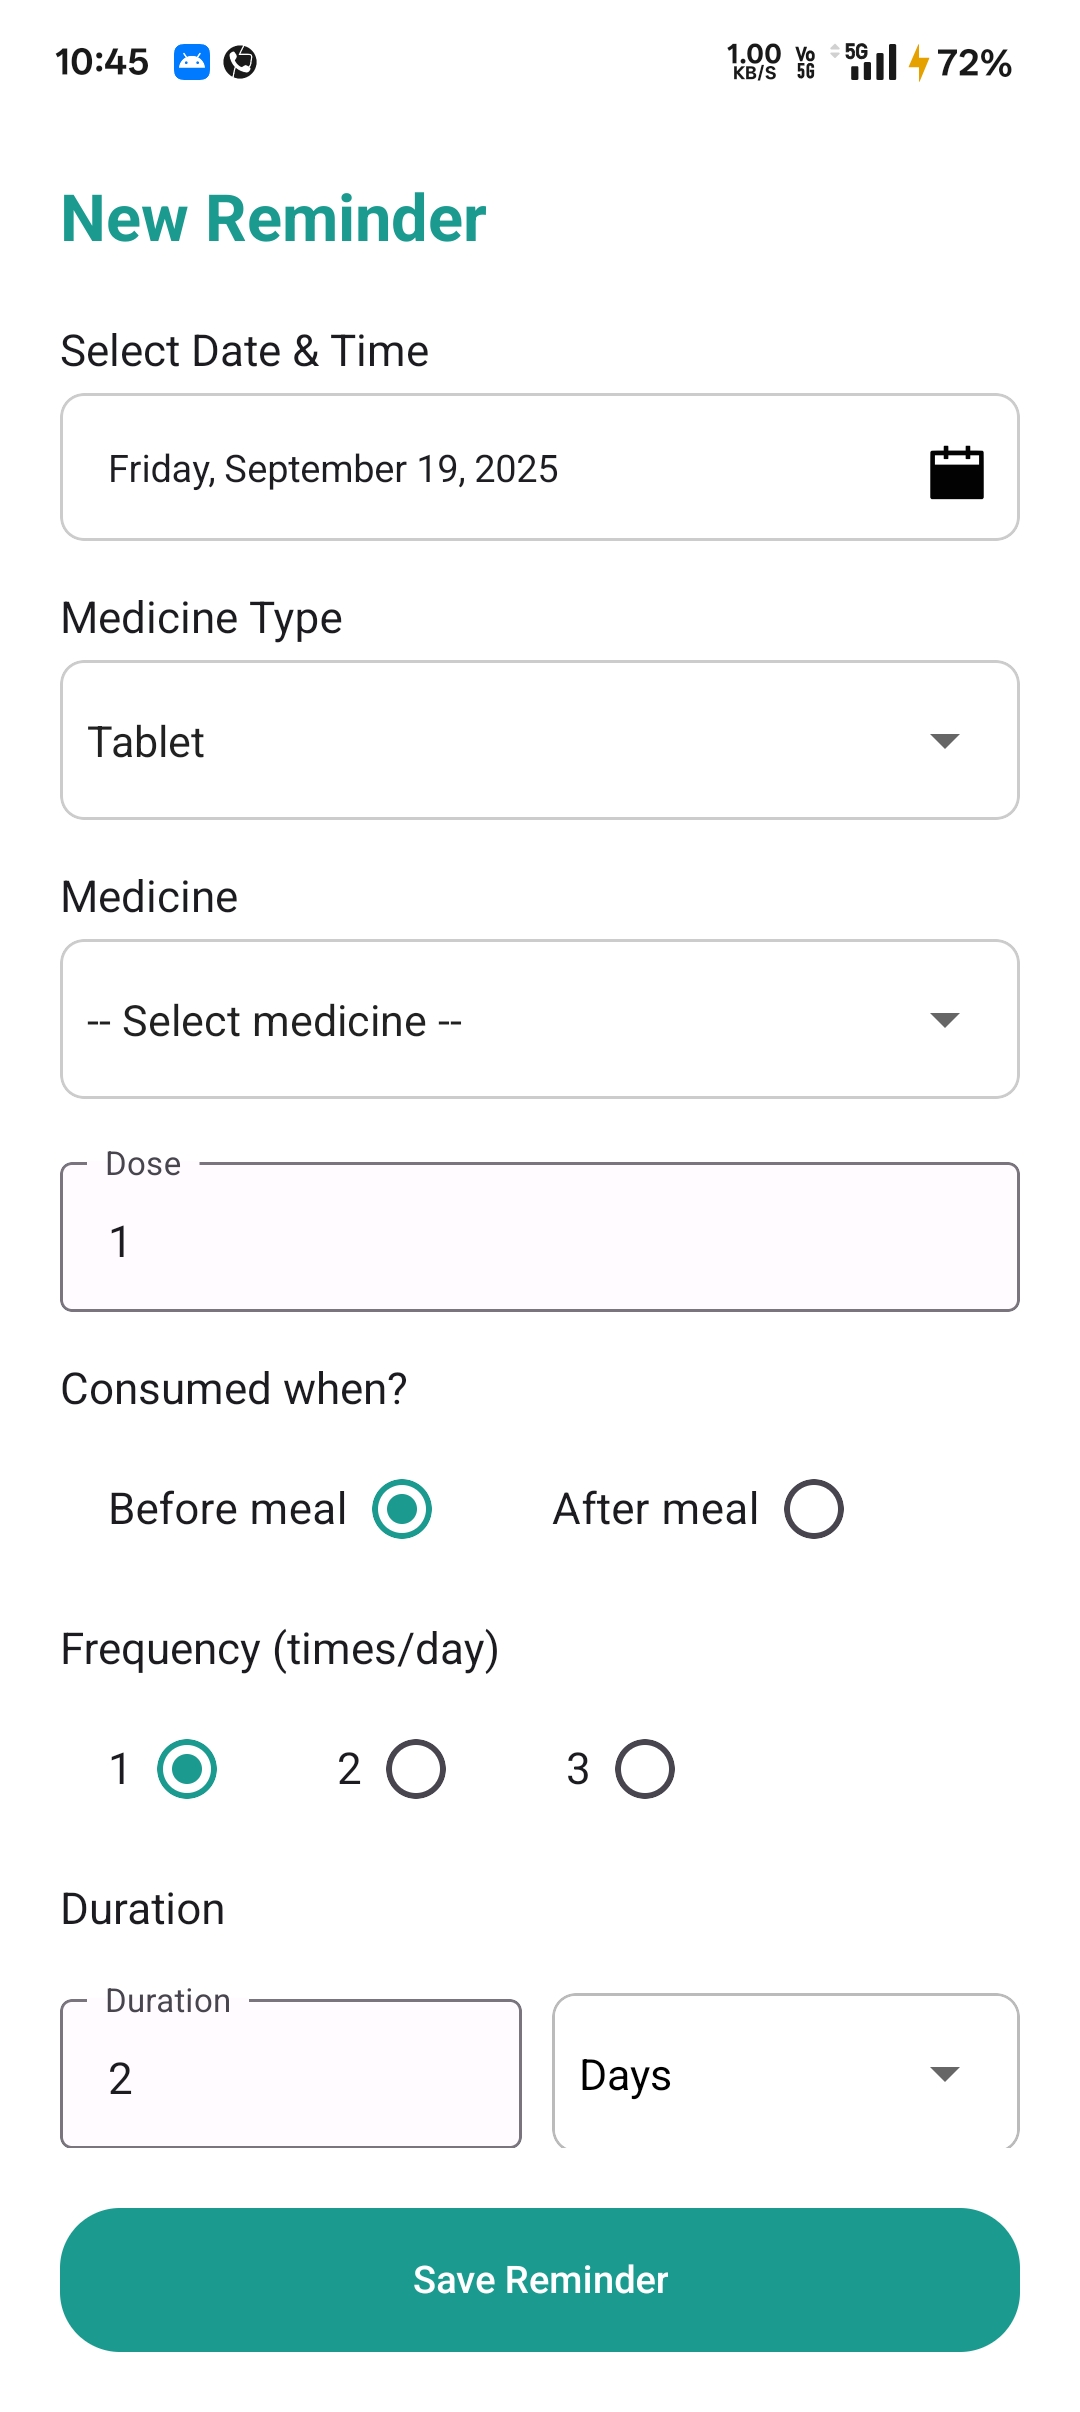 10:45 1.00 KB/S Vo 5G 5G 72%
New Reminder
Select Date & Time
Friday, September 19, 2025
Medicine Type
Tablet
Medicine
-- Select medicine --
Dose
1
Consumed when?
Before meal After meal
Frequency (times/day)
1 2 3
Duration
Duration
2 Days
Save Reminder